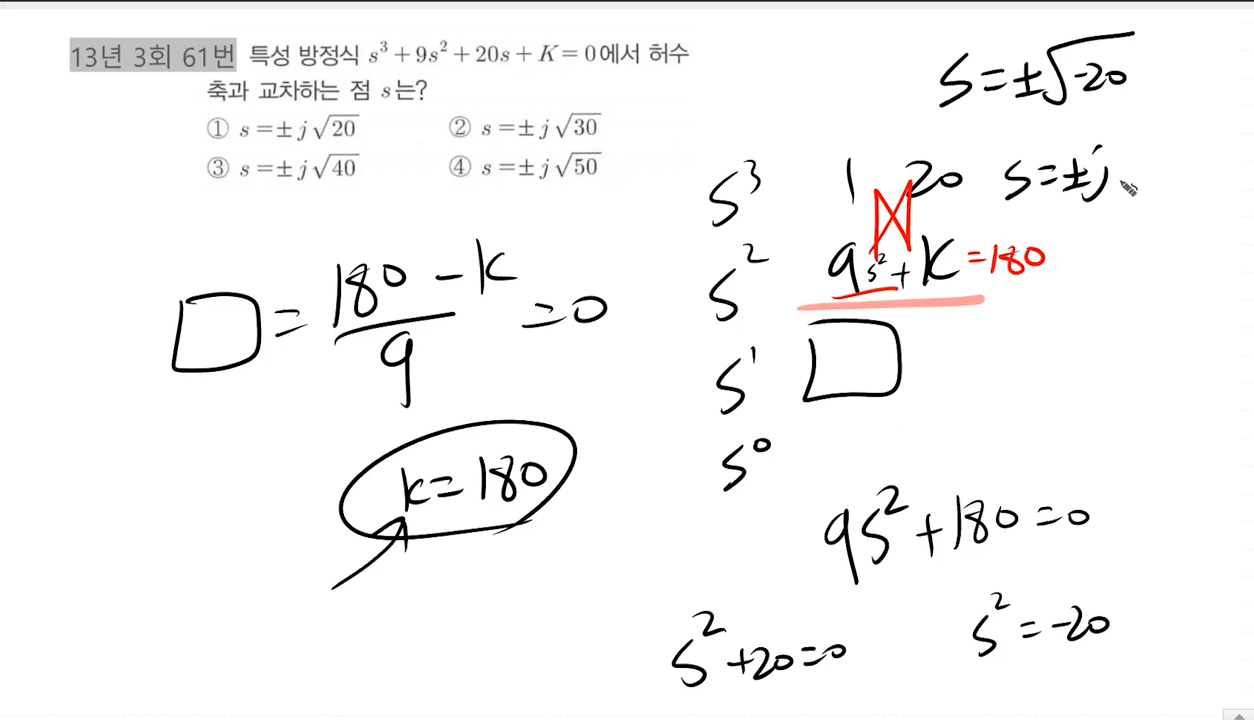 13년 3회 61번 특성 방정식 s³ + 9s² + 20s + K = 0에서 허수
축과 교차하는 점 s는?
① s = ± j√20 ② s = ± j√30
③ s = ± j√40 ④ s = ± j√50
s = ±√-20
s³ 1 20 s = ±j
s² 9s² + K = 180
s¹ □
s⁰
□ = (180 - K)/9 = 0
k = 180
9s² + 180 = 0
s² + 20 = 0 s² = -20